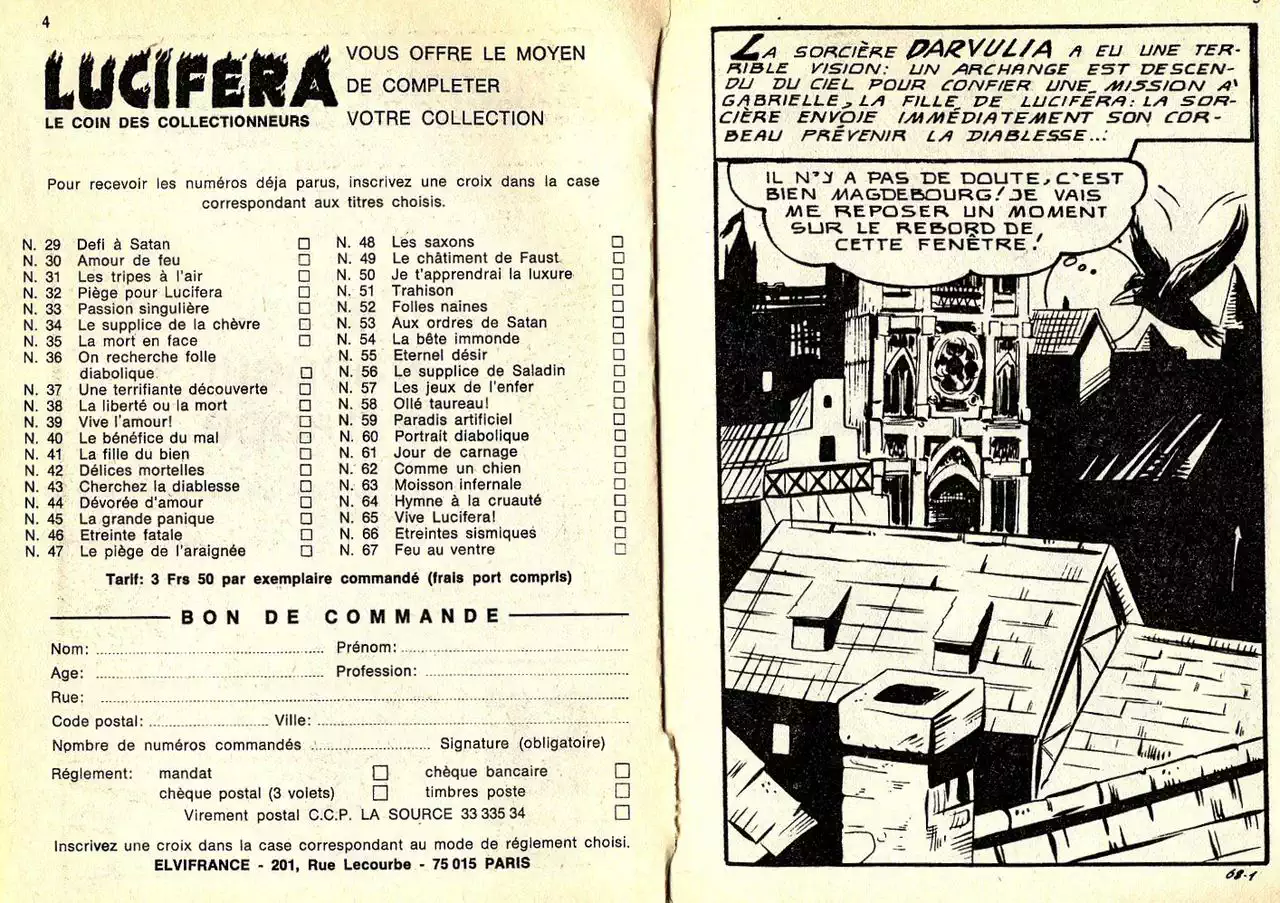 4
LUCIFERA
LE COIN DES COLLECTIONNEURS
VOUS OFFRE LE MOYEN
DE COMPLETER
VOTRE COLLECTION
Pour recevoir les numéros déja parus, inscrivez une croix dans la case
correspondant aux titres choisis.
N. 29 Defi à Satan
N. 30 Amour de feu
N. 31 Les tripes à l'air
N. 32 Piège pour Lucifera
N. 33 Passion singulière
N. 34 Le supplice de la chèvre
N. 35 La mort en face
N. 36 On recherche folle
diabolique
N. 37 Une terrifiante découverte
N. 38 La liberté ou la mort
N. 39 Vive l'amour!
N. 40 Le bénéfice du mal
N. 41 La fille du bien
N. 42 Délices mortelles
N. 43 Cherchez la diablesse
N. 44 Dévorée d'amour
N. 45 La grande panique
N. 46 Etreinte fatale
N. 47 Le piège de l'araignée
N. 48 Les saxons
N. 49 Le châtiment de Faust
N. 50 Je t'apprendrai la luxure
N. 51 Trahison
N. 52 Folles naines
N. 53 Aux ordres de Satan
N. 54 La bête immonde
N. 55 Eternel désir
N. 56 Le supplice de Saladin
N. 57 Les jeux de l'enfer
N. 58 Ollé taureau!
N. 59 Paradis artificiel
N. 60 Portrait diabolique
N. 61 Jour de carnage
N. 62 Comme un chien
N. 63 Moisson infernale
N. 64 Hymne à la cruauté
N. 65 Vive Lucifera!
N. 66 Etreintes sismiques
N. 67 Feu au ventre
Tarif: 3 Frs 50 par exemplaire commandé (frais port compris)
BON DE COMMANDE
Nom: Prénom:
Age: Profession:
Rue:
Code postal: Ville:
Nombre de numéros commandés Signature (obligatoire)
Réglement: mandat chèque bancaire
chèque postal (3 volets) timbres poste
Virement postal C.C.P. LA SOURCE 33 335 34
Inscrivez une croix dans la case correspondant au mode de réglement choisi.
ELVIFRANCE - 201, Rue Lecourbe - 75 015 PARIS
LA SORCIÈRE DARVULIA A EU UNE TER-
RIBLE VISION: UN ARCHANGE EST DESCEN-
DU DU CIEL POUR CONFIER UNE MISSION A'
GABRIELLE, LA FILLE DE LUCIFÉRA: LA SOR-
CIÈRE ENVOIE IMMÉDIATEMENT SON COR-
BEAU PRÉVENIR LA DIABLESSE...
IL N'Y A PAS DE DOUTE, C'EST
BIEN MAGDEBOURG! JE VAIS
ME REPOSER UN MOMENT
SUR LE REBORD DE
CETTE FENÊTRE!
68-1